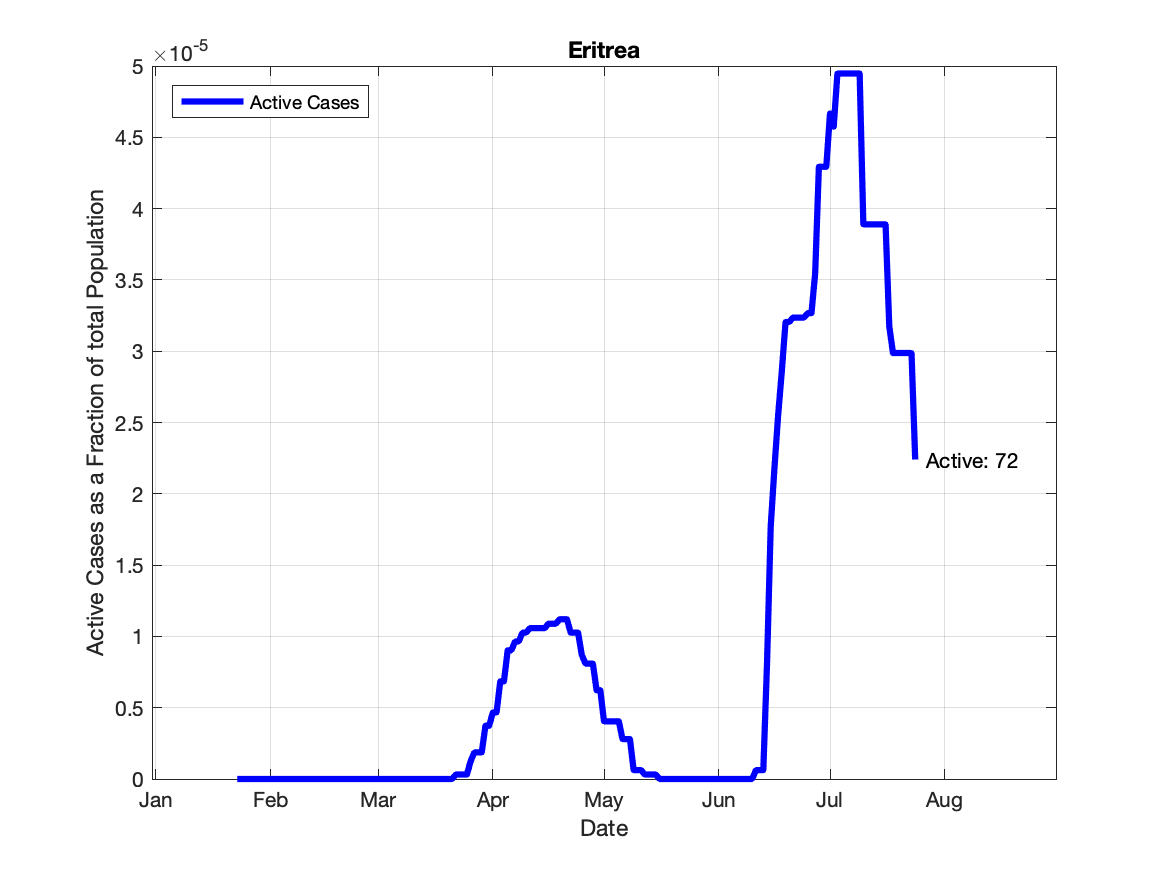 Eritrea
×10-5
Active Cases
5
4.5
4
3.5
3
2.5
2
1.5
1
0.5
0
Active Cases as a Fraction of total Population
Active: 72
Jan Feb Mar Apr May Jun Jul Aug
Date